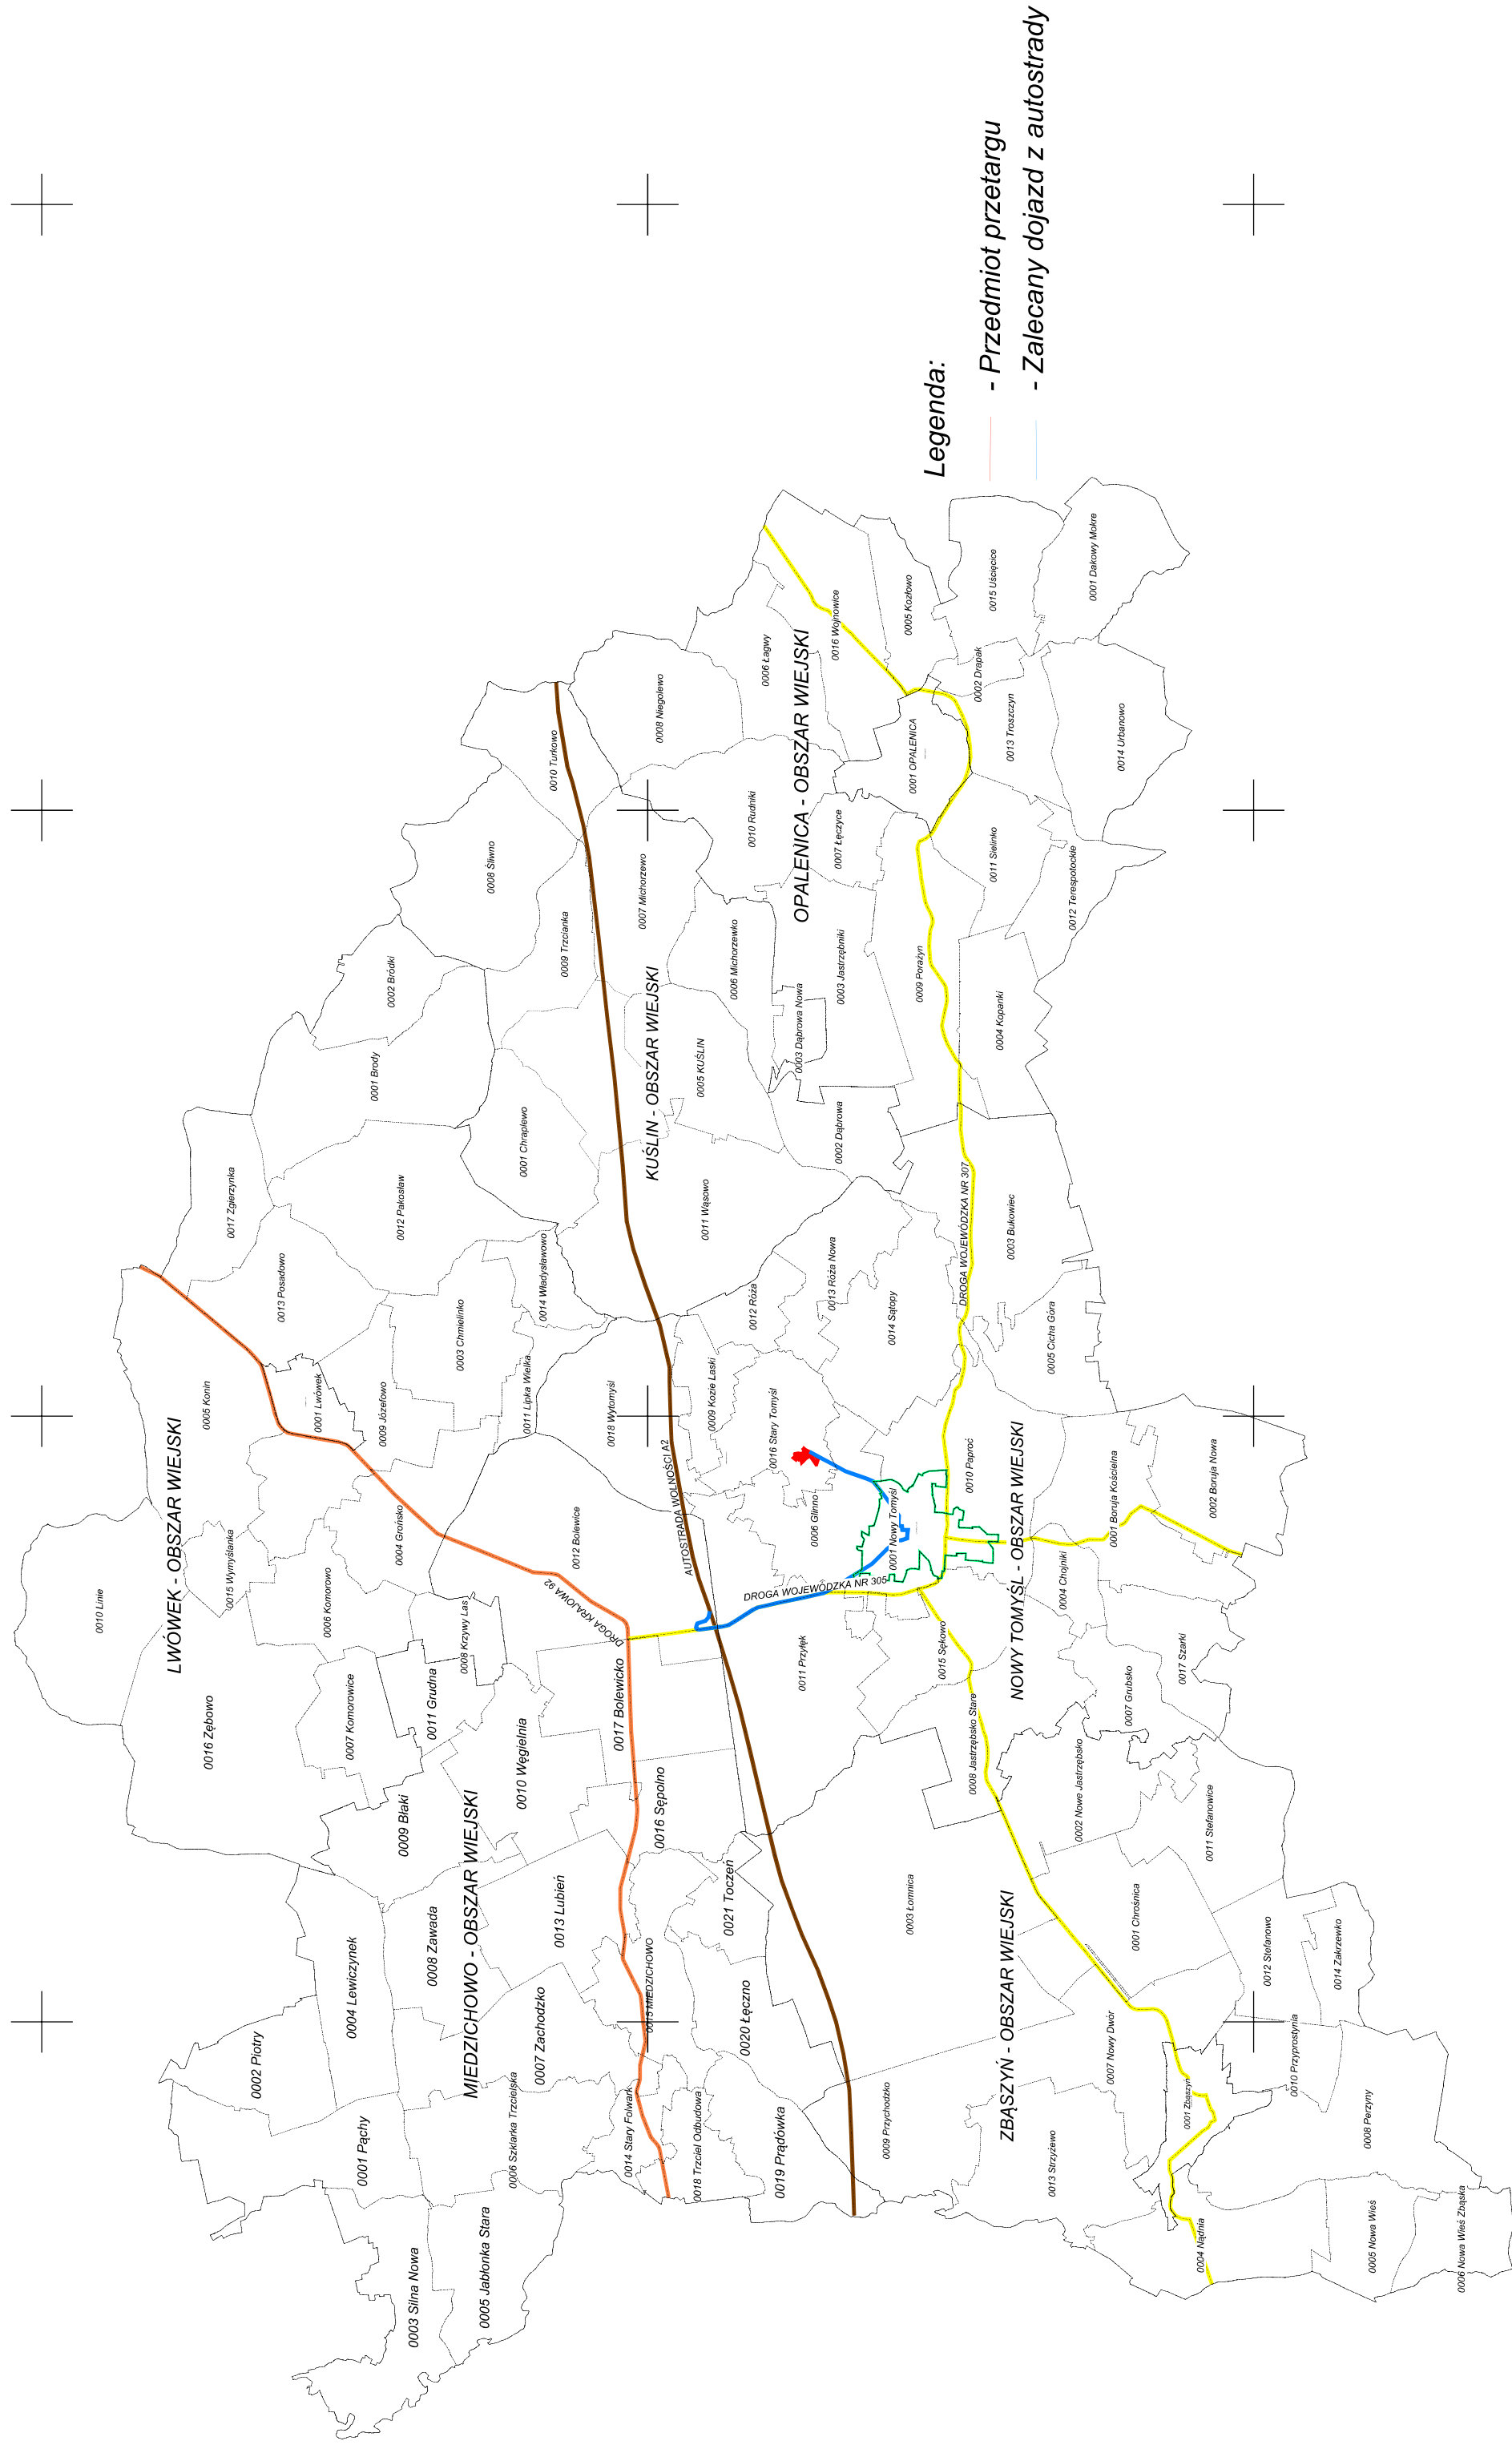 Legenda:
- Przedmiot przetargu
- Zalecany dojazd z autostrady
LWÓWEK - OBSZAR WIEJSKI
0010 Linie
0016 Zębowo
0015 Wymyślanka
0005 Konin
0006 Komorowo
0007 Komorowice
0004 Grońsko
0001 Lwówek
0009 Józefowo
0013 Posadowo
0017 Zgierzynka
0012 Pakosław
0003 Chmielinko
0011 Lipka Wielka
0014 Władysławowo
0001 Brody
0002 Bródki
MIEDZICHOWO - OBSZAR WIEJSKI
0002 Piotry
0004 Lewiczynek
0001 Pąchy
0003 Silna Nowa
0005 Jabłonka Stara
0006 Szklarka Trzcielska
0007 Zachodzko
0008 Zawada
0009 Błaki
0011 Grudna
0008 Krzywy Las
0010 Węgielnia
0012 Bolewice
0013 Lubień
0017 Bolewicko
0016 Sępolno
0015 MIEDZICHOWO
0014 Stary Folwark
0018 Trzciel Odbudowa
0019 Prądówka
0020 Łęczno
0021 Toczeń
DROGA KRAJOWA 92
AUTOSTRADA WOLNOŚCI A2
DROGA WOJEWÓDZKA NR 305
DROGA WOJEWÓDZKA NR 307
KUŚLIN - OBSZAR WIEJSKI
0001 Chraplewo
0008 Śliwno
0009 Trzcianka
0010 Turkowo
0007 Michorzewo
0006 Michorzewko
0005 KUŚLIN
0011 Wąsowo
0003 Dąbrowa Nowa
0002 Dąbrowa
OPALENICA - OBSZAR WIEJSKI
0008 Niegolewo
0006 Łagwy
0016 Wojnowice
0005 Kozłowo
0010 Rudniki
0007 Łęczyce
0001 OPALENICA
0003 Jastrzębniki
0009 Porażyn
0002 Drapak
0015 Uścięcice
0001 Dakowy Mokre
0013 Troszczyn
0014 Urbanowo
0011 Sielinko
0012 Terespotockie
0004 Kopanki
NOWY TOMYŚL - OBSZAR WIEJSKI
0018 Wytomyśl
0009 Kozie Laski
0012 Róża
0013 Róża Nowa
0014 Sątopy
0016 Stary Tomyśl
0006 Glinno
0001 Nowy Tomyśl
0011 Przyłęk
0015 Sękowo
0010 Paproć
0003 Bukowiec
0005 Cicha Góra
0001 Boruja Kościelna
0002 Boruja Nowa
0004 Chojniki
0017 Szarki
0007 Grubsko
0008 Jastrzębsko Stare
ZBĄSZYŃ - OBSZAR WIEJSKI
0003 Łomnica
0002 Nowe Jastrzębsko
0011 Stefanowice
0001 Chrośnica
0012 Stefanowo
0014 Zakrzewko
0007 Nowy Dwór
0010 Przyprostynia
0001 Zbąszyń
0008 Perzyny
0009 Przychodzko
0013 Strzyżewo
0004 Nądnia
0005 Nowa Wieś
0006 Nowa Wieś Zbąska